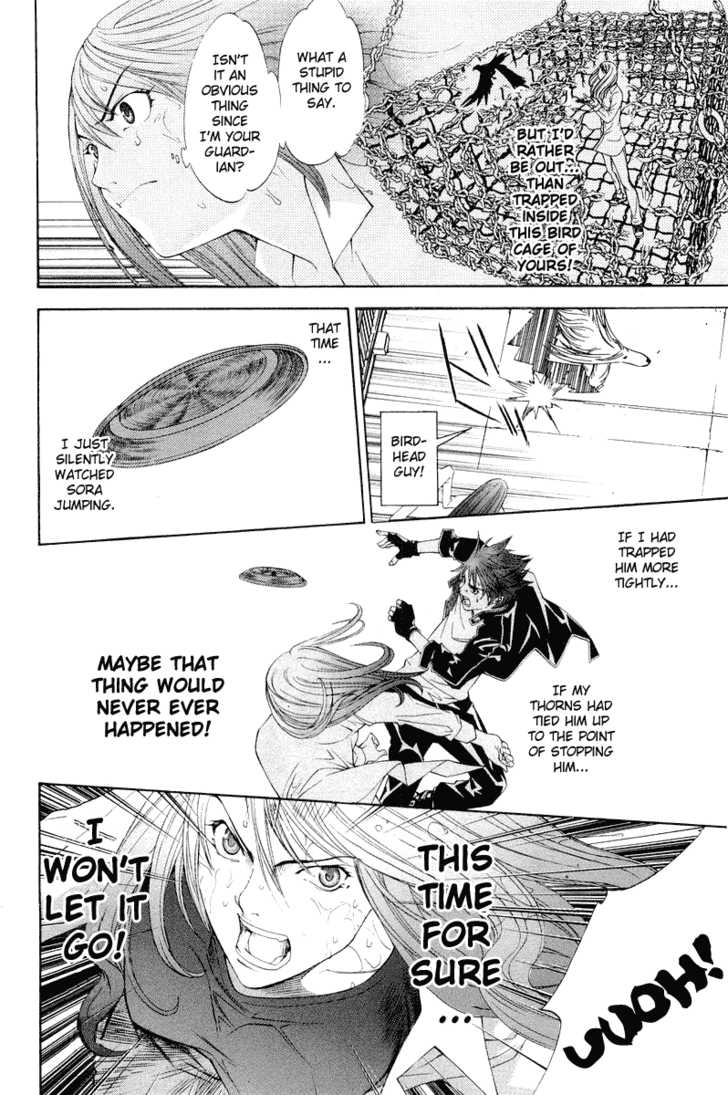 BUT I'D
RATHER
BE OUT...
THAN
TRAPPED
INSIDE
THIS BIRD
CAGE OF
YOURS!
WHAT A
STUPID
THING TO
SAY.
ISN'T
IT AN
OBVIOUS
THING
SINCE
I'M YOUR
GUARD-
IAN?
BIRD-
HEAD
GUY!
THAT
TIME
...
I JUST
SILENTLY
WATCHED
SORA
JUMPING.
IF I HAD
TRAPPED
HIM MORE
TIGHTLY...
IF MY
THORNS HAD
TIED HIM UP
TO THE POINT
OF STOPPING
HIM...
MAYBE THAT
THING WOULD
NEVER EVER
HAPPENED!
THIS
TIME
FOR
SURE
...
I
WON'T
LET IT
GO!
UUOH!